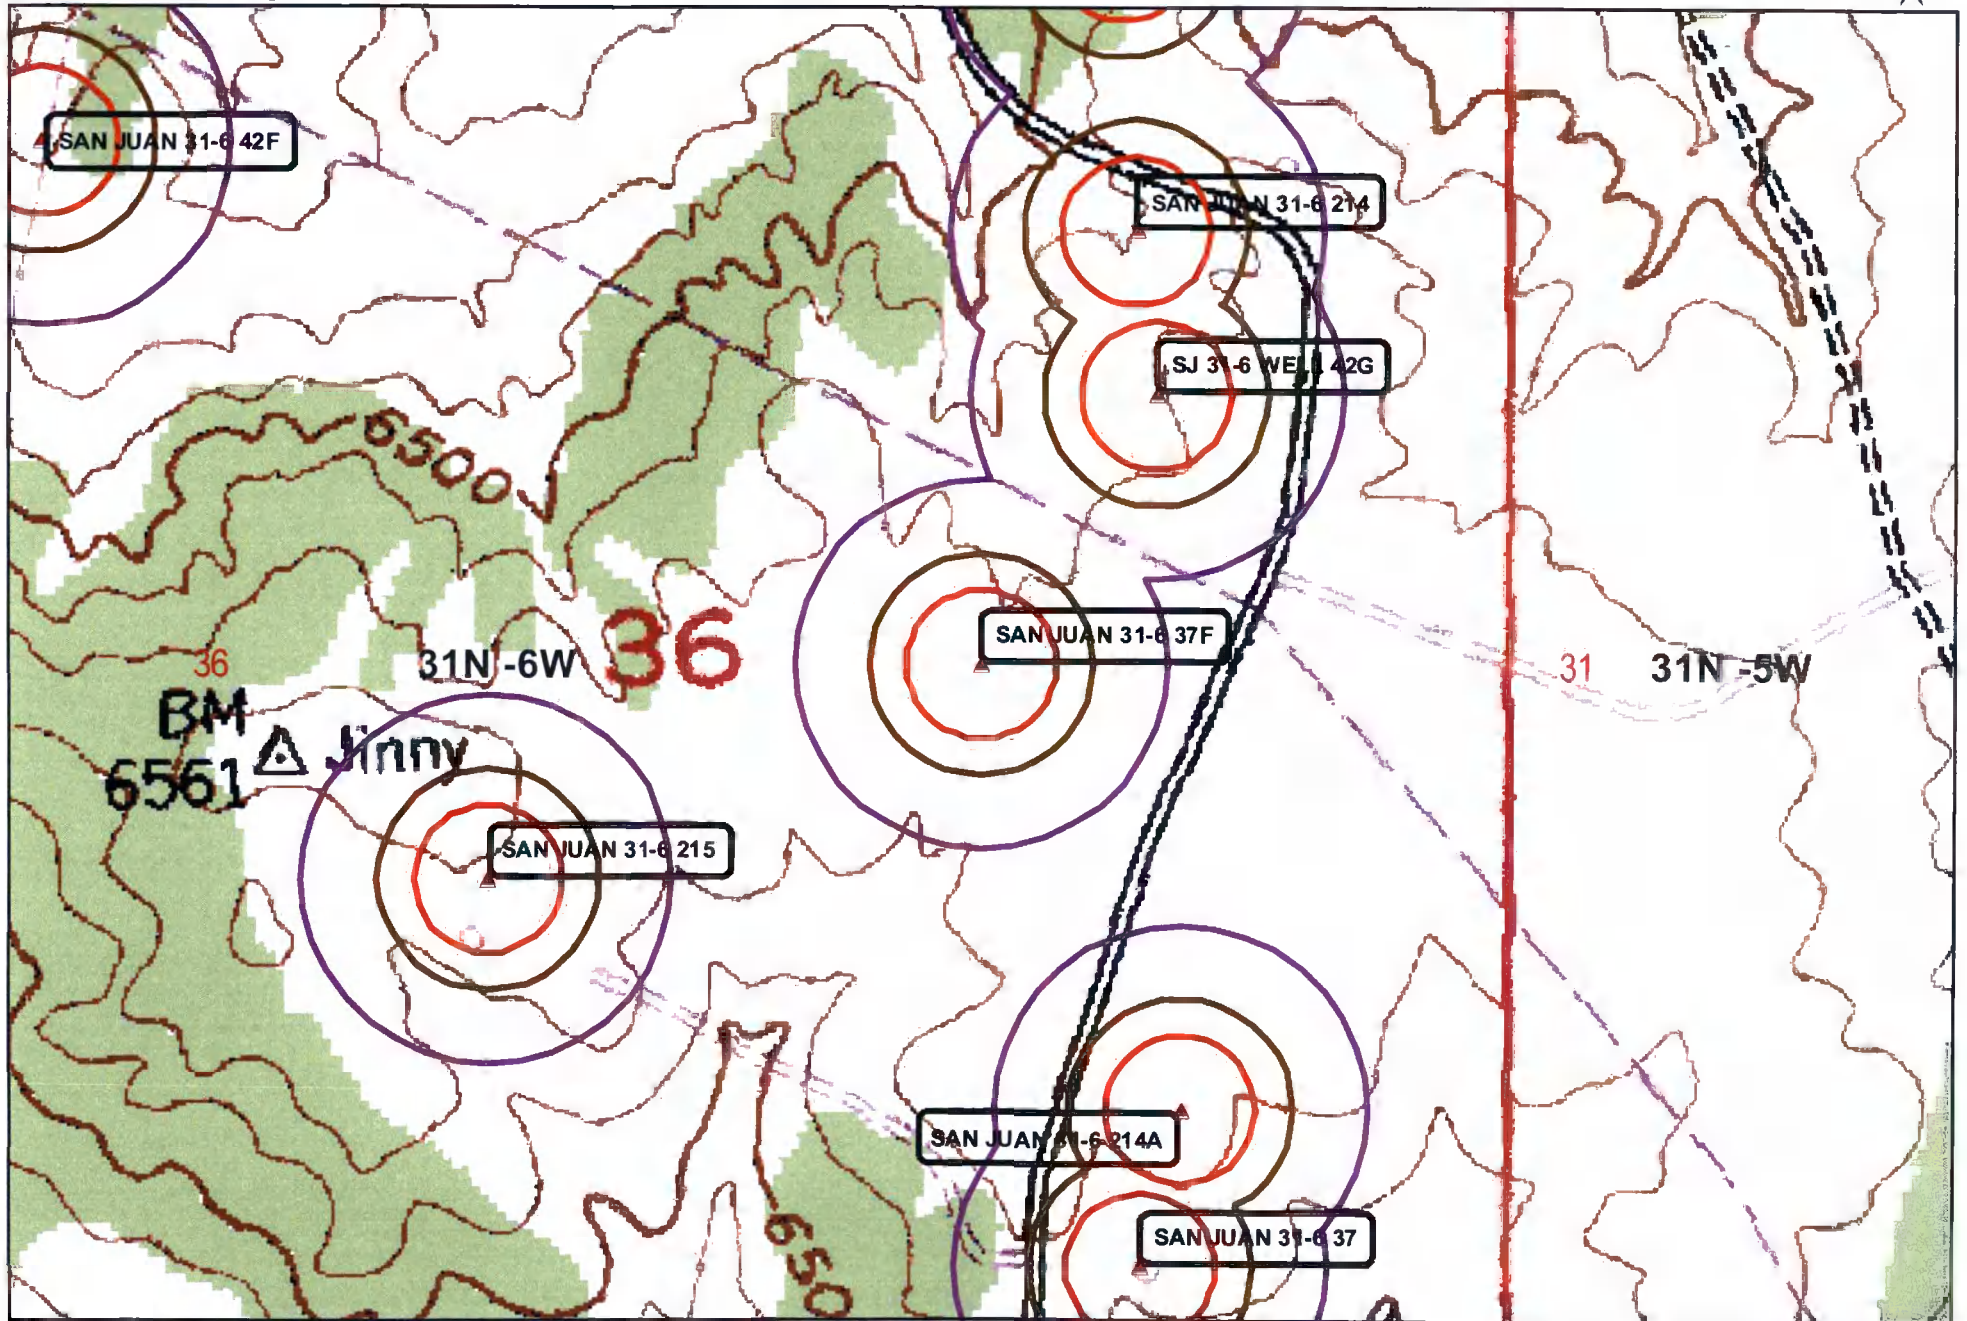 SAN JUAN 31-6 42F
SAN JUAN 31-6 214
SJ 31-6 WELL 42G
6500
SAN JUAN 31-6 37F
36
36
31N -6W
31
31N -5W
BM
6561
Jinny
SAN JUAN 31-6 215
SAN JUAN 31-6 214A
SAN JUAN 31-6 37
650